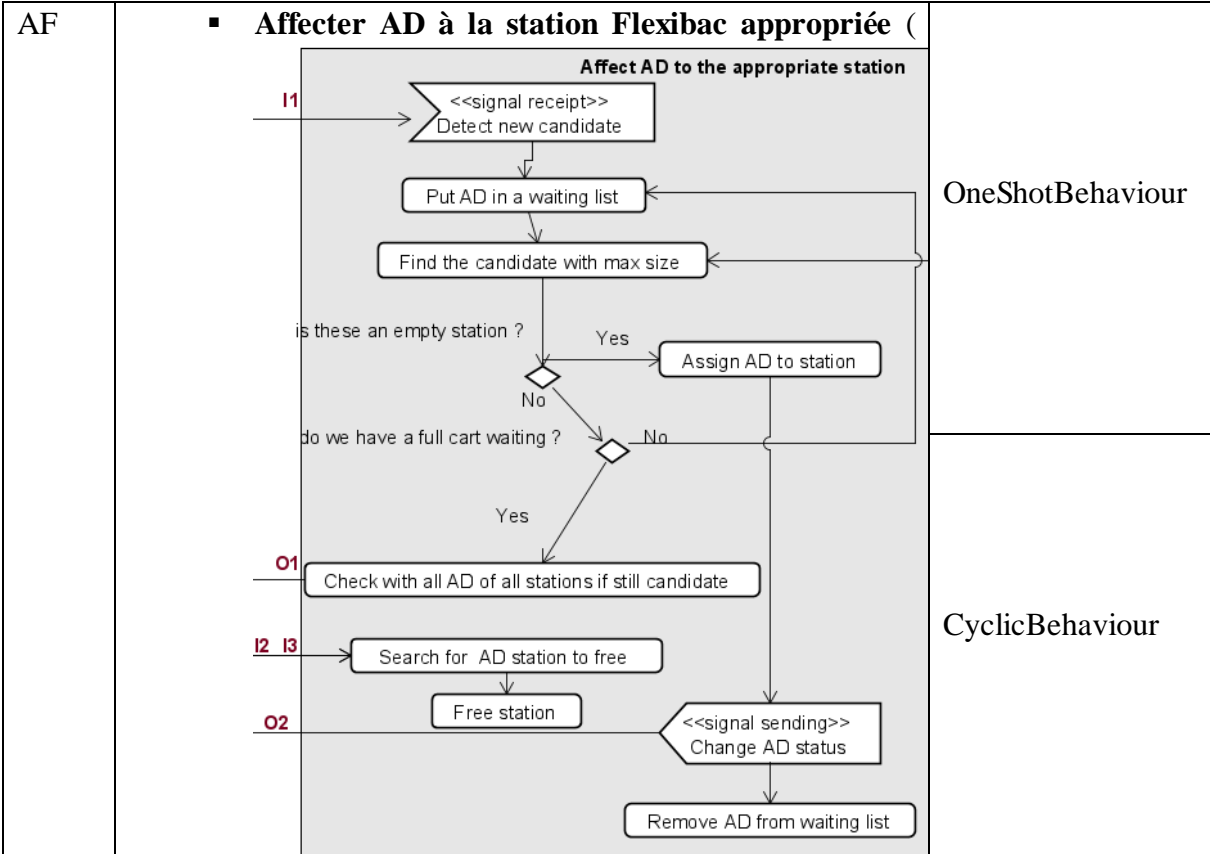 AF
▪ Affecter AD à la station Flexibac appropriée (
Affect AD to the appropriate station
I1
<<signal receipt>>
Detect new candidate
Put AD in a waiting list
OneShotBehaviour
Find the candidate with max size
is these an empty station ?
Yes
Assign AD to station
No
do we have a full cart waiting ?
No
Yes
O1
Check with all AD of all stations if still candidate
CyclicBehaviour
I2 I3
Search for AD station to free
Free station
O2
<<signal sending>>
Change AD status
Remove AD from waiting list